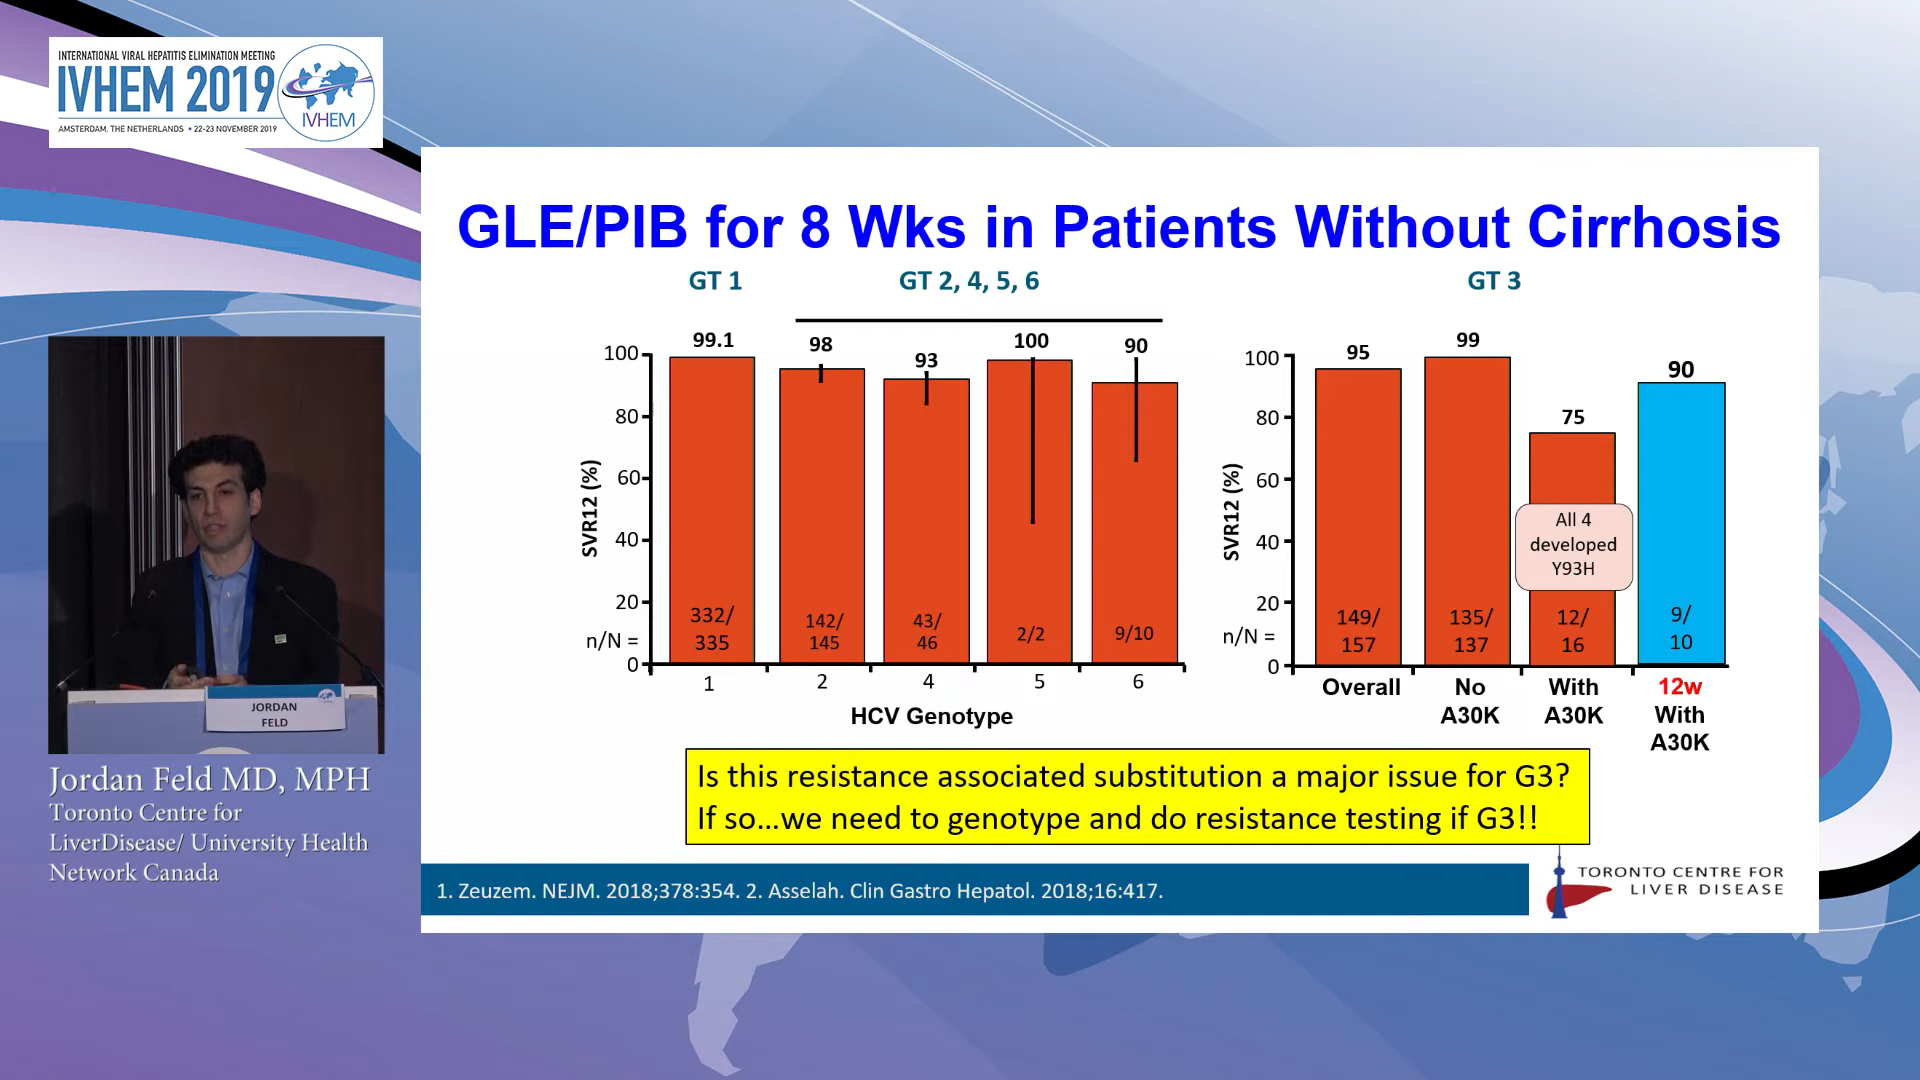 INTERNATIONAL VIRAL HEPATITIS ELIMINATION MEETING
IVHEM 2019
AMSTERDAM, THE NETHERLANDS • 22-23 NOVEMBER 2019
IVHEM
GLE/PIB for 8 Wks in Patients Without Cirrhosis
GT 1
GT 2, 4, 5, 6
GT 3
99.1
98
93
100
90
100
80
60
40
20
0
SVR12 (%)
n/N =
332/
335
142/
145
43/
46
2/2
9/10
1
2
4
5
6
HCV Genotype
95
99
75
90
100
80
60
40
20
0
SVR12 (%)
n/N =
All 4
developed
Y93H
149/
157
135/
137
12/
16
9/
10
Overall
No
A30K
With
A30K
12w
With
A30K
Is this resistance associated substitution a major issue for G3?
If so...we need to genotype and do resistance testing if G3!!
1. Zeuzem. NEJM. 2018;378:354. 2. Asselah. Clin Gastro Hepatol. 2018;16:417.
TORONTO CENTRE FOR
LIVER DISEASE
JORDAN
FELD
Jordan Feld MD, MPH
Toronto Centre for
LiverDisease/ University Health
Network Canada